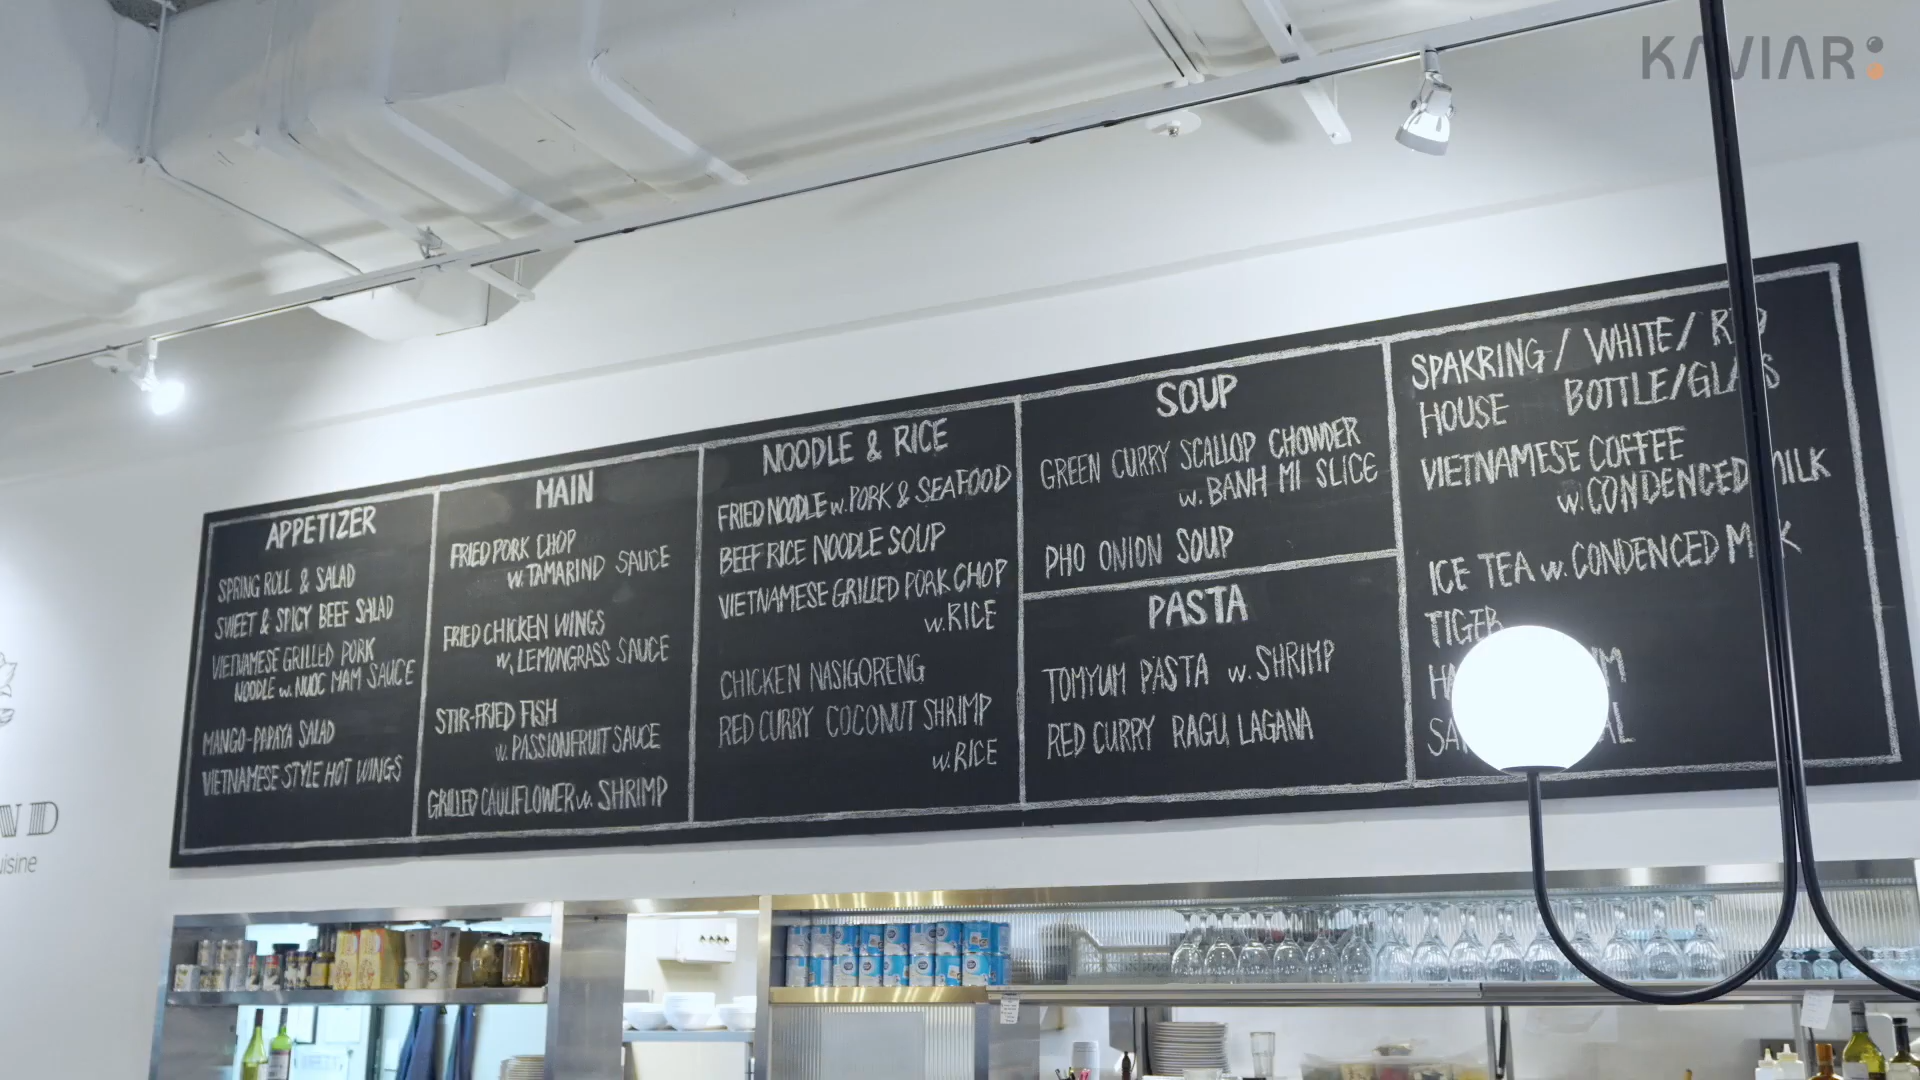 KAVIAR:
APPETIZER
SPRING ROLL & SALAD
SWEET & SPICY BEEF SALAD
VIETNAMESE GRILLED PORK
NOODLE w. NUOC MAM SAUCE
MANGO-PAPAYA SALAD
VIETNAMESE STYLE HOT WINGS
MAIN
FRIED PORK CHOP
w. TAMARIND SAUCE
FRIED CHICKEN WINGS
w, LEMONGRASS SAUCE
STIR-FRIED FISH
w. PASSIONFRUIT SAUCE
GRILLED CAULIFLOWER w. SHRIMP
NOODLE & RICE
FRIED NOODLE w. PORK & SEAFOOD
BEEF RICE NOODLE SOUP
VIETNAMESE GRILLED PORK CHOP
w. RICE
CHICKEN NASIGORENG
RED CURRY COCONUT SHRIMP
w. RICE
SOUP
GREEN CURRY SCALLOP CHOWDER
w. BANH MI SLICE
PHO ONION SOUP
PASTA
TOMYUM PASTA w. SHRIMP
RED CURRY RAGU LAGANA
SPAKRING / WHITE / RED
HOUSE BOTTLE/GLASS
VIETNAMESE COFFEE
w. CONDENCED MILK
ICE TEA w. CONDENCED MILK
TIGER